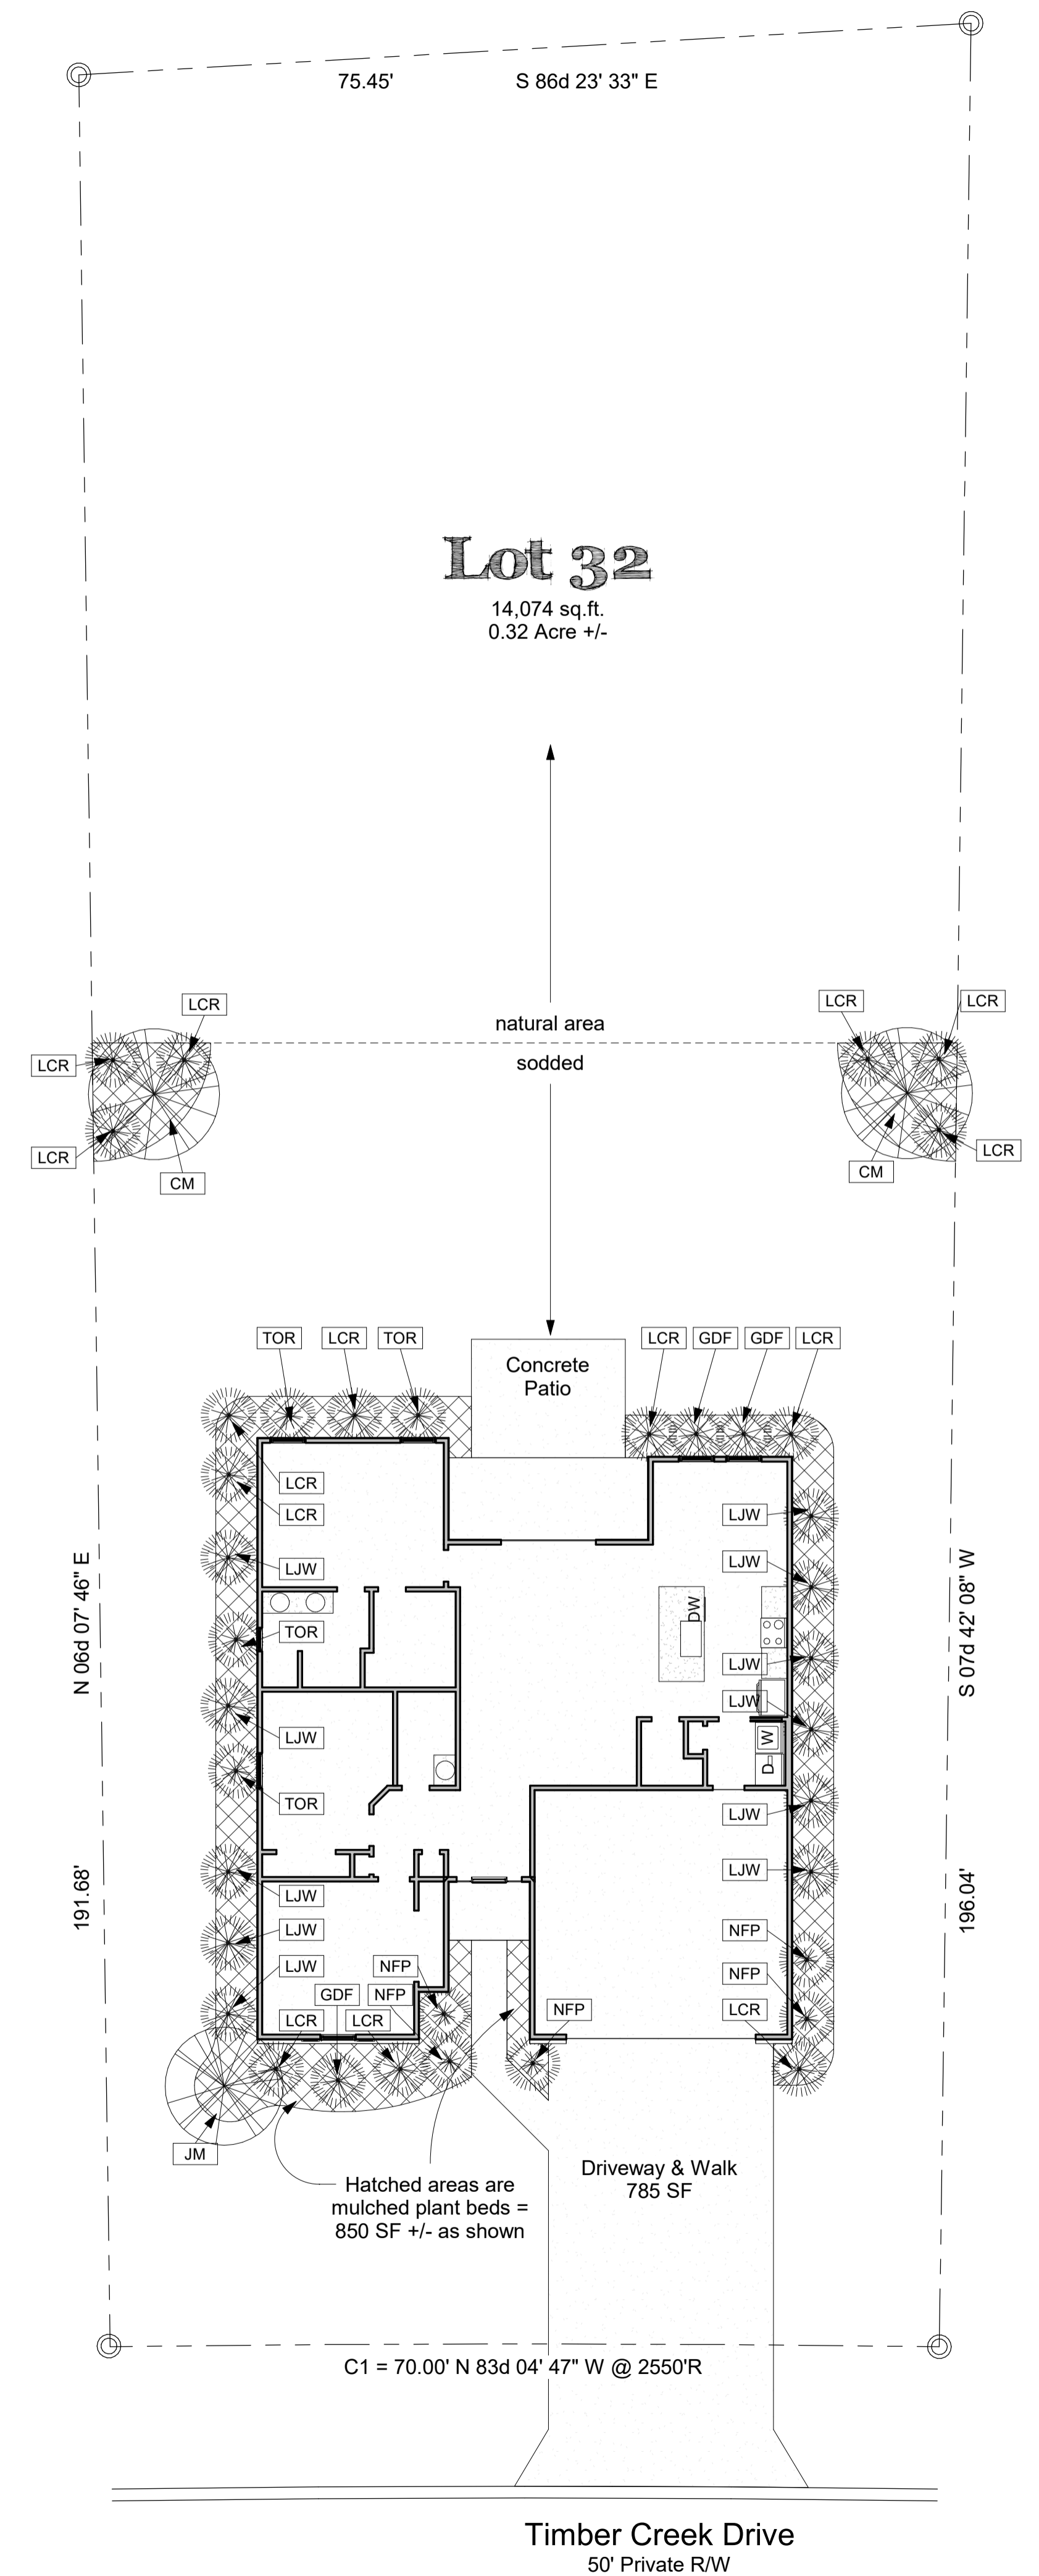 75.45' S 86d 23' 33" E
Lot 32
14,074 sq.ft.
0.32 Acre +/-
natural area
sodded
LCR
LCR
LCR
CM
LCR
LCR
LCR
CM
TOR LCR TOR
LCR GDF GDF LCR
Concrete
Patio
LCR
LCR
LJW
TOR
LJW
TOR
LJW
LJW
LJW
NFP
GDF
NFP
LCR
LCR
JM
LJW
LJW
LJW
LJW
LJW
LJW
NFP
NFP
LCR
NFP
DW
W
D
N 06d 07' 46" E
191.68'
S 07d 42' 08" W
196.04'
Hatched areas are
mulched plant beds =
850 SF +/- as shown
Driveway & Walk
785 SF
C1 = 70.00' N 83d 04' 47" W @ 2550'R
Timber Creek Drive
50' Private R/W